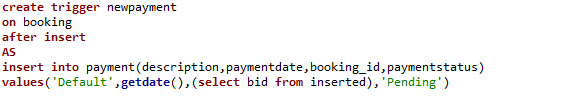 create trigger newpayment
on booking
after insert
AS
insert into payment(description,paymentdate,booking_id,paymentstatus)
values('Default',getdate(),(select bid from inserted),'Pending')